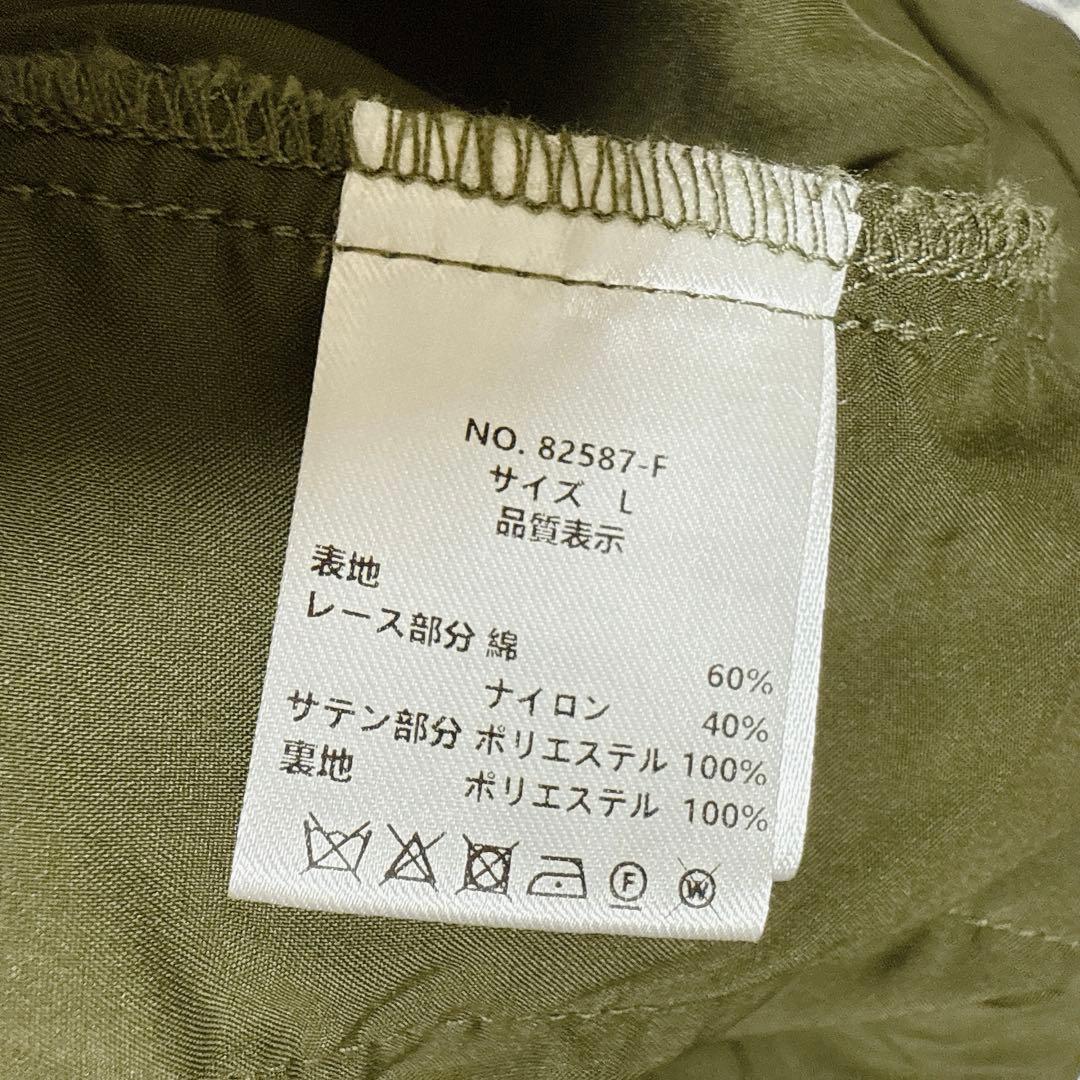 NO. 82587-F
サイズ L
品質表示
表地
レース部分 綿 60%
ナイロン 40%
サテン部分 ポリエステル 100%
裏地 ポリエステル 100%
F W